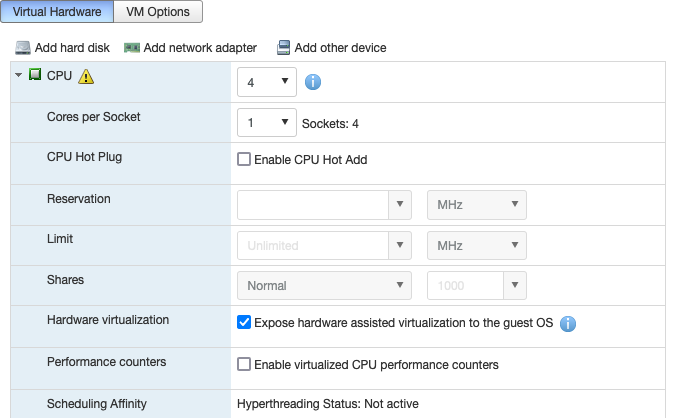 Virtual Hardware VM Options
Add hard disk Add network adapter Add other device
CPU 4
Cores per Socket 1 Sockets: 4
CPU Hot Plug Enable CPU Hot Add
Reservation MHz
Limit Unlimited MHz
Shares Normal 1000
Hardware virtualization Expose hardware assisted virtualization to the guest OS
Performance counters Enable virtualized CPU performance counters
Scheduling Affinity Hyperthreading Status: Not active